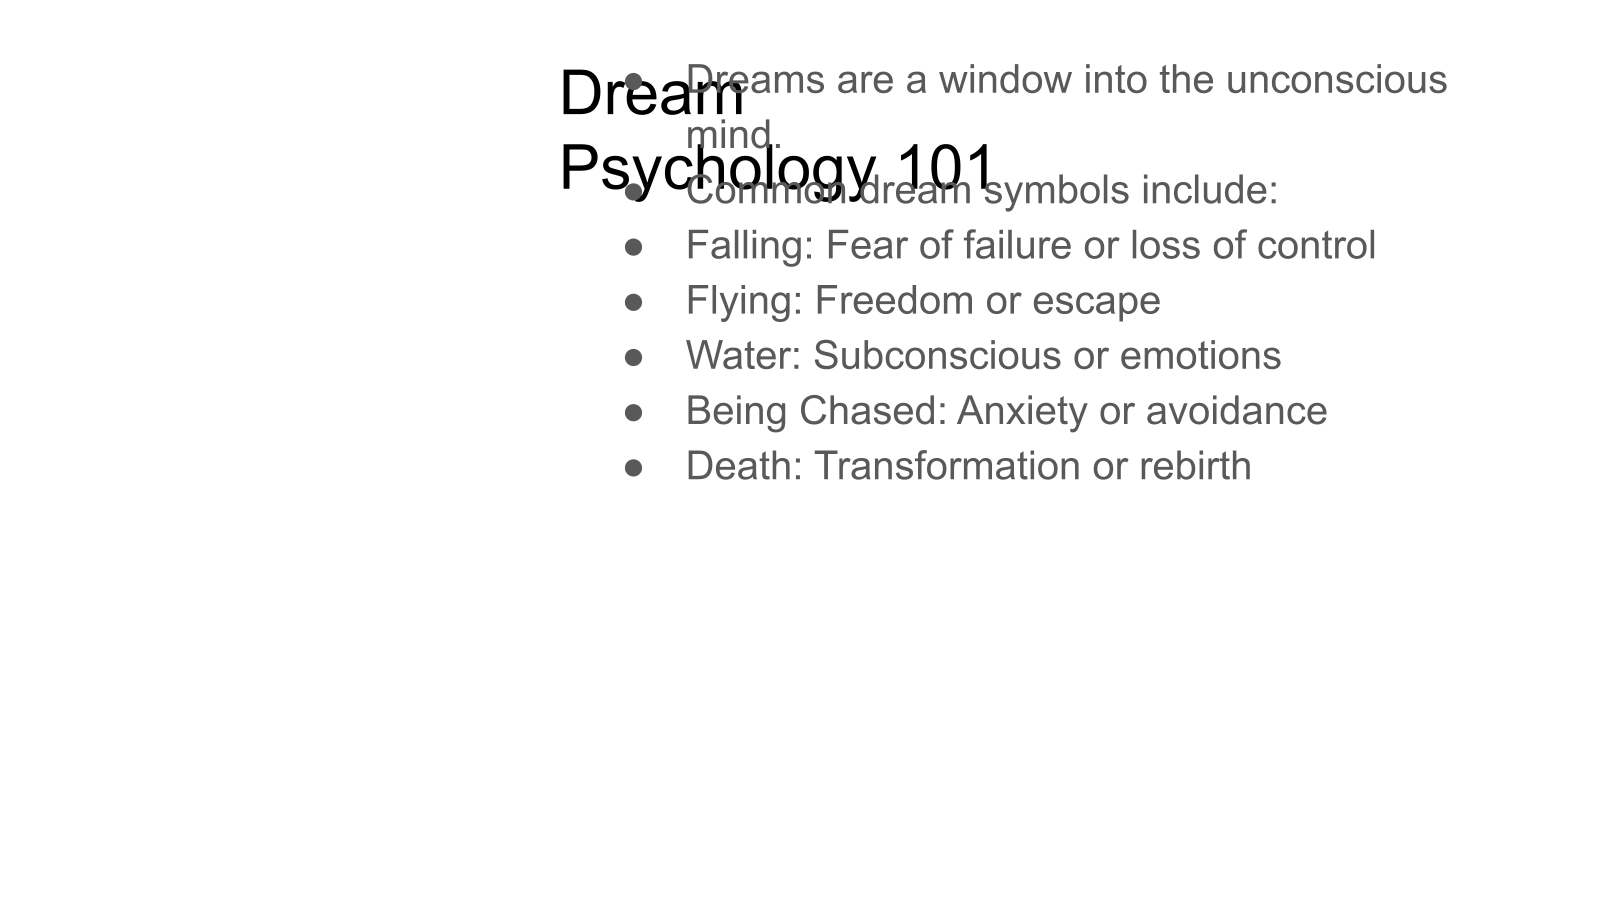 Dream
Psychology 101
● Dreams are a window into the unconscious
mind.
● Common dream symbols include:
● Falling: Fear of failure or loss of control
● Flying: Freedom or escape
● Water: Subconscious or emotions
● Being Chased: Anxiety or avoidance
● Death: Transformation or rebirth